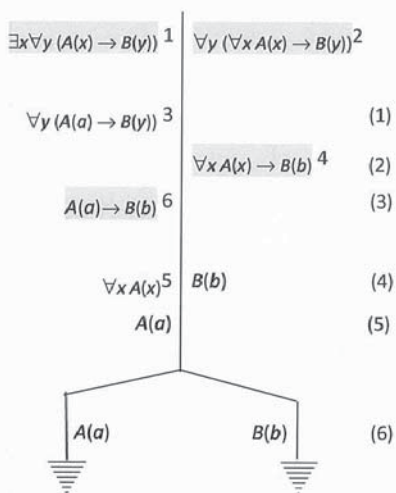 ∃x∀y (A(x) → B(y)) 1 ∀y (∀x A(x) → B(y)) 2
∀y (A(a) → B(y)) 3 (1)
∀x A(x) → B(b) 4 (2)
A(a) → B(b) 6 (3)
∀x A(x) 5 B(b) (4)
A(a) (5)
A(a) B(b) (6)